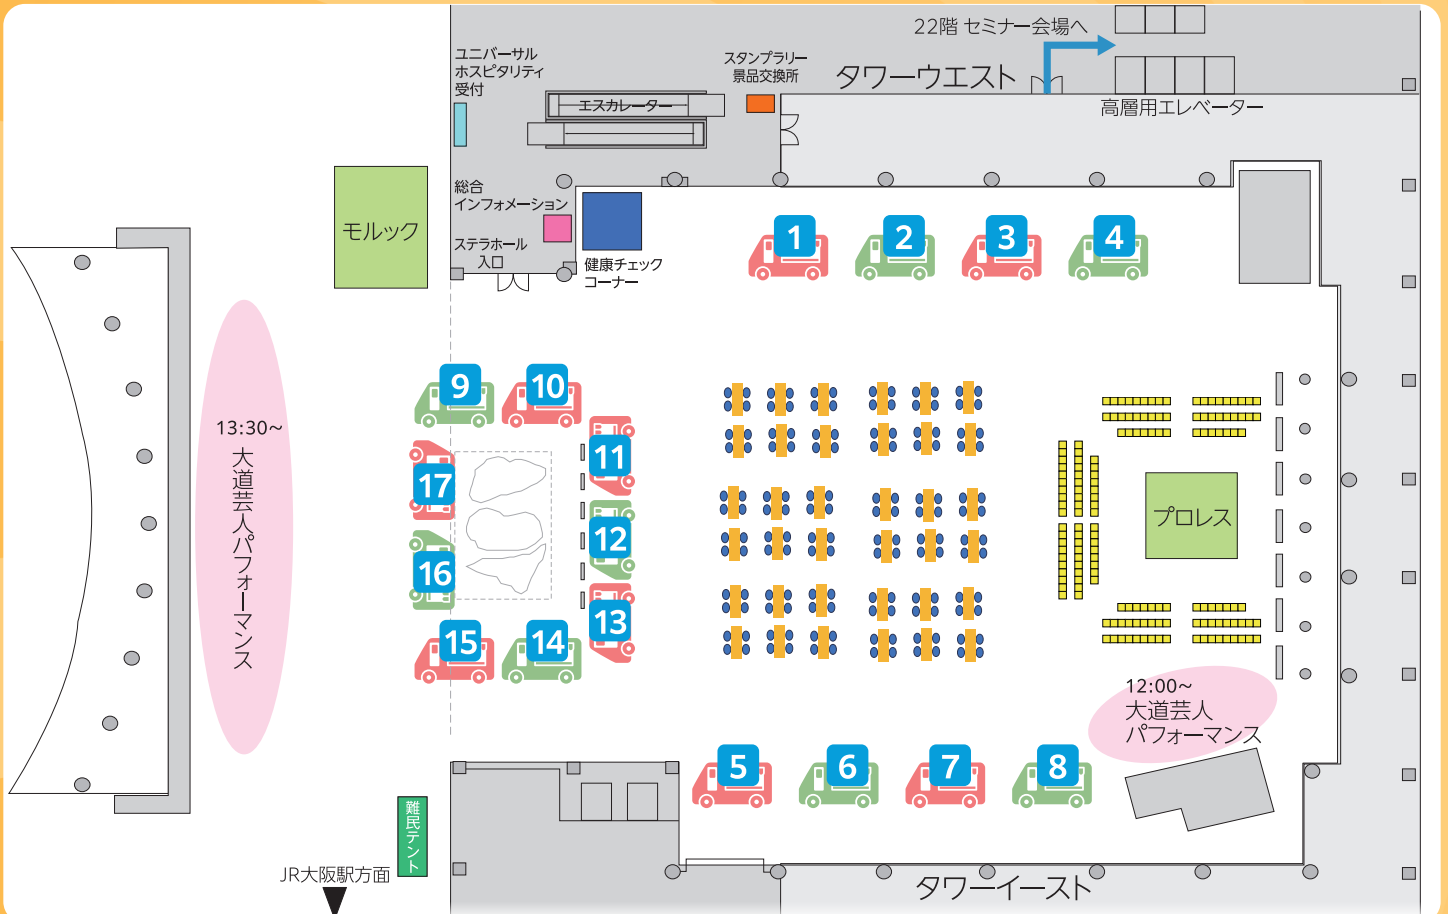 22階 セミナー会場へ
ユニバーサル
ホスピタリティ
受付
スタンプラリー
景品交換所
タワーウエスト
エスカレーター
高層用エレベーター
総合
インフォメーション
モルック
ステラホール
入口
健康チェック
コーナー
1
2
3
4
9
10
11
17
12
16
13
15
14
13:30~
大道芸人パフォーマンス
プロレス
12:00~
大道芸人
パフォーマンス
5
6
7
8
難民テント
JR大阪駅方面
タワーイースト